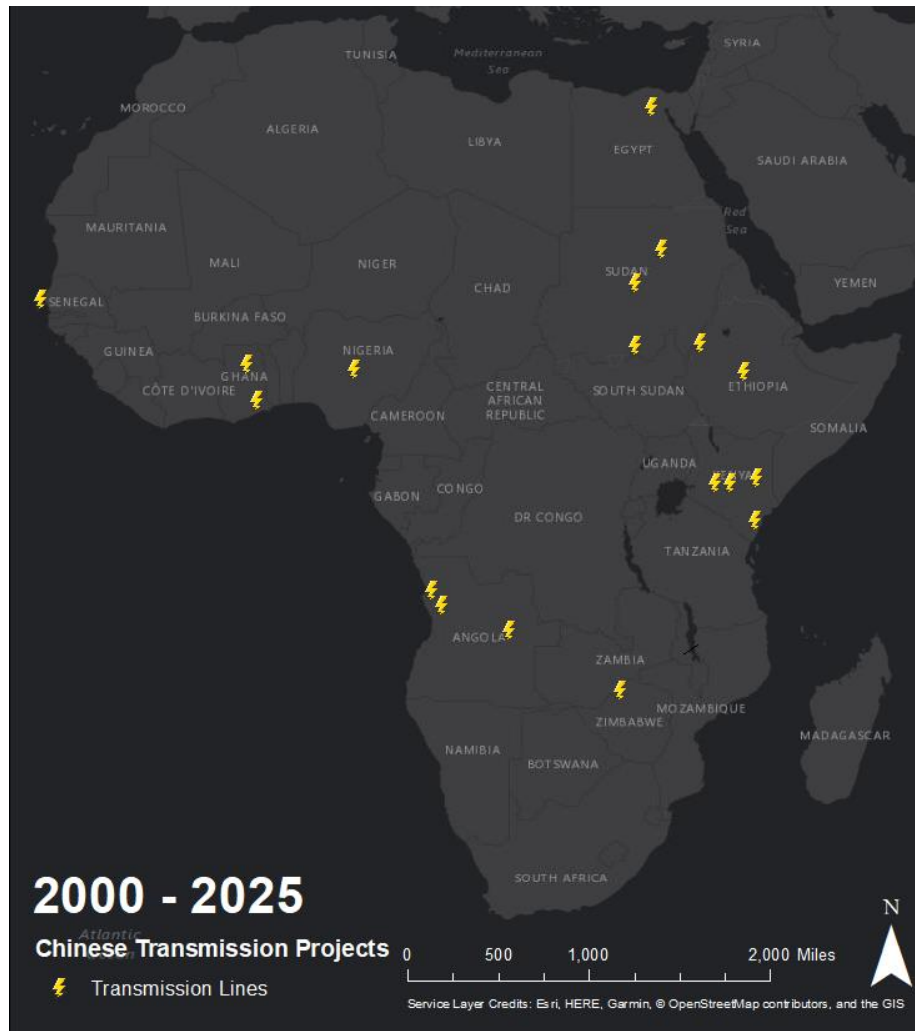 TUNISIA
Mediterranean
Sea
SYRIA
MOROCCO
ALGERIA
LIBYA
EGYPT
SAUDI ARABIA
Red
Sea
MAURITANIA
MALI
NIGER
CHAD
SUDAN
YEMEN
SENEGAL
BURKINA FASO
GUINEA
NIGERIA
GHANA
CÔTE D'IVOIRE
CENTRAL
AFRICAN
REPUBLIC
SOUTH SUDAN
ETHIOPIA
CAMEROON
SOMALIA
UGANDA
KENYA
GABON
CONGO
DR CONGO
TANZANIA
ANGOLA
ZAMBIA
MOZAMBIQUE
ZIMBABWE
MADAGASCAR
NAMIBIA
BOTSWANA
SOUTH AFRICA
2000 - 2025
Atlantic
Chinese Transmission Projects
Transmission Lines
0 500 1,000 2,000 Miles
N
Service Layer Credits: Esri, HERE, Garmin, © OpenStreetMap contributors, and the GIS